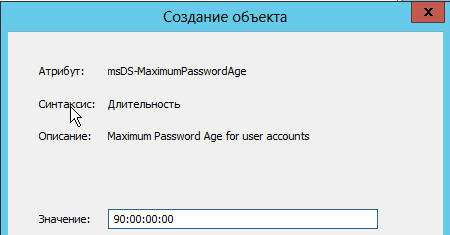 Создание объекта
x
Атрибут: msDS-MaximumPasswordAge
Синтаксис: Длительность
Описание: Maximum Password Age for user accounts
Значение: 90:00:00:00